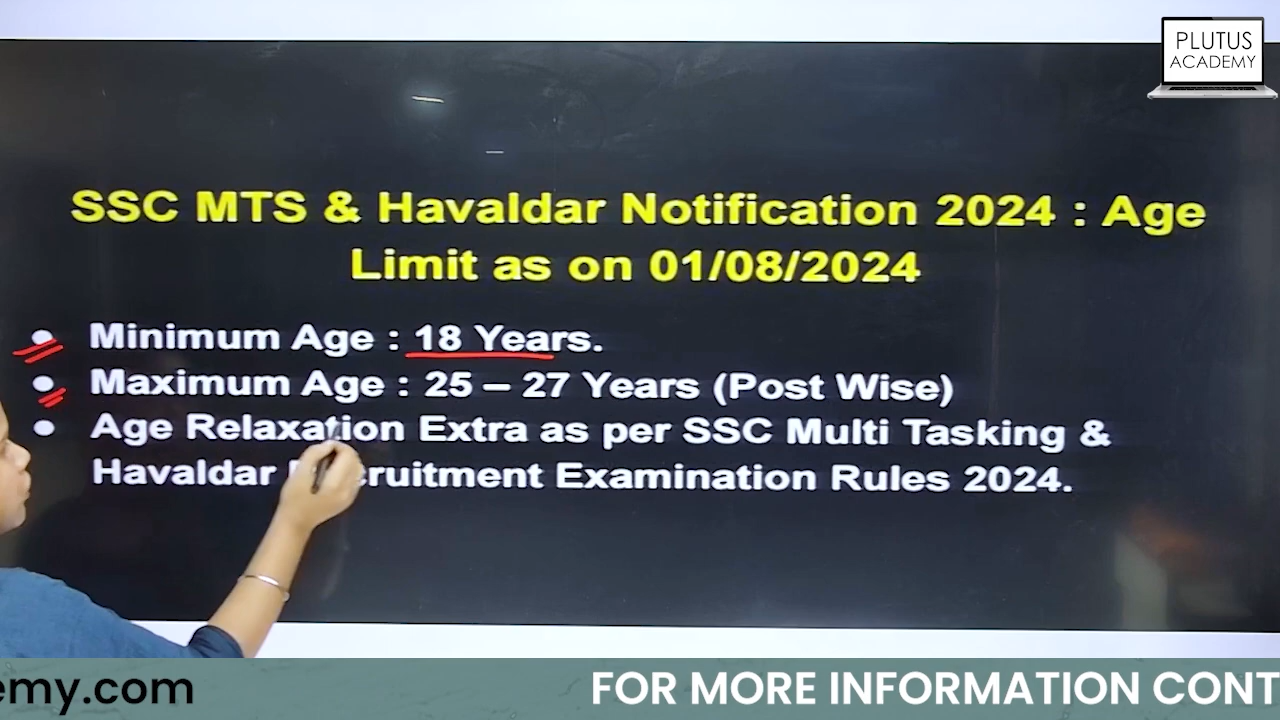 PLUTUS
ACADEMY
SSC MTS & Havaldar Notification 2024 : Age
Limit as on 01/08/2024
Minimum Age : 18 Years.
Maximum Age : 25 – 27 Years (Post Wise)
Age Relaxation Extra as per SSC Multi Tasking &
Havaldar Examination Rules 2024.
emy.com FOR MORE INFORMATION CONT